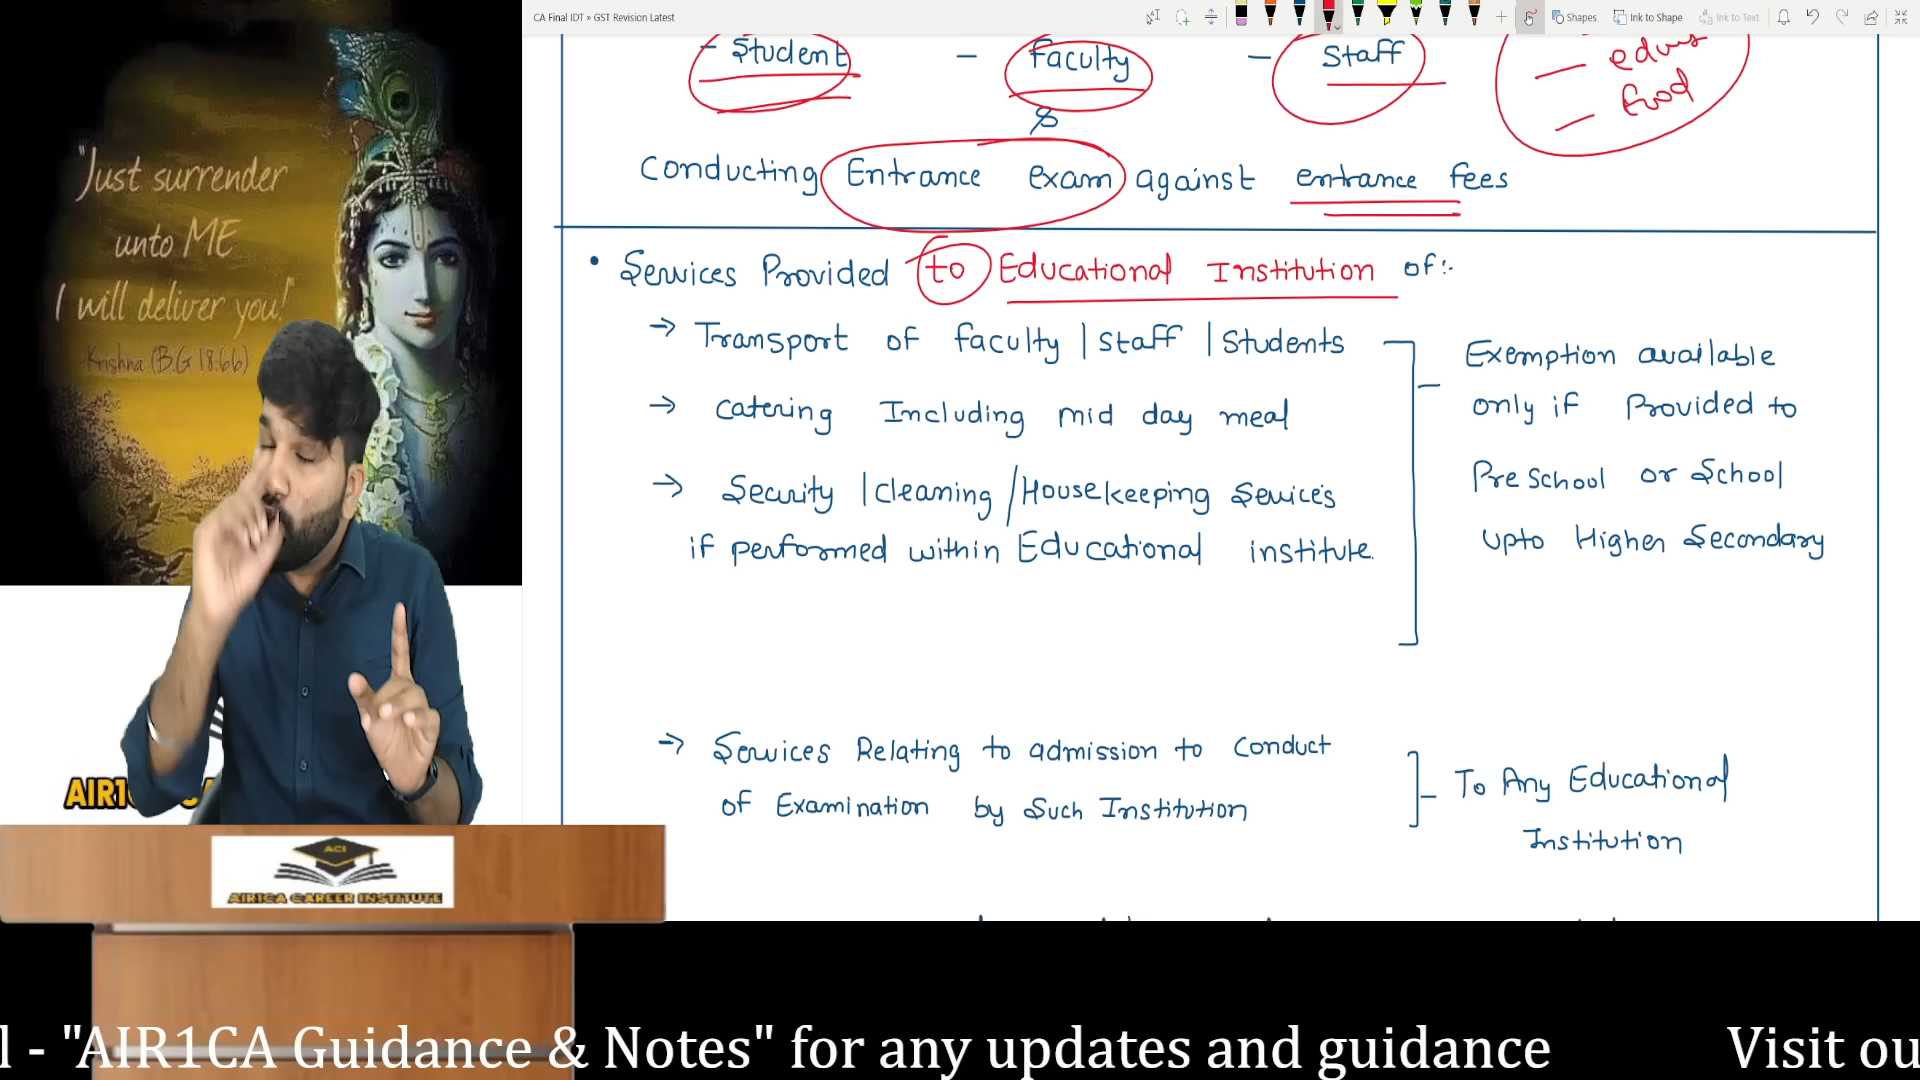 CA Final IDT » GST Revision Latest
Shapes
Ink to Shape
Ink to Text
- Student - faculty - Staff
-
food
&
Conducting Entrance exam against entrance fees
• Services Provided to Educational Institution of:-
→ Transport of faculty | Staff | Students
→ Catering Including mid day meal
→ Security | Cleaning / Housekeeping Services
if performed within Educational institute.
Exemption available
only if Provided to
Pre School or School
upto Higher Secondary
→ Services Relating to admission to conduct
of Examination by Such Institution
To Any Educational
Institution
"Just surrender
unto ME
I will deliver you!"
Krishna (B.G 18:66)
AIR1
ACI
AIR1CA CAREER INSTITUTE
l - "AIR1CA Guidance & Notes" for any updates and guidance Visit ou